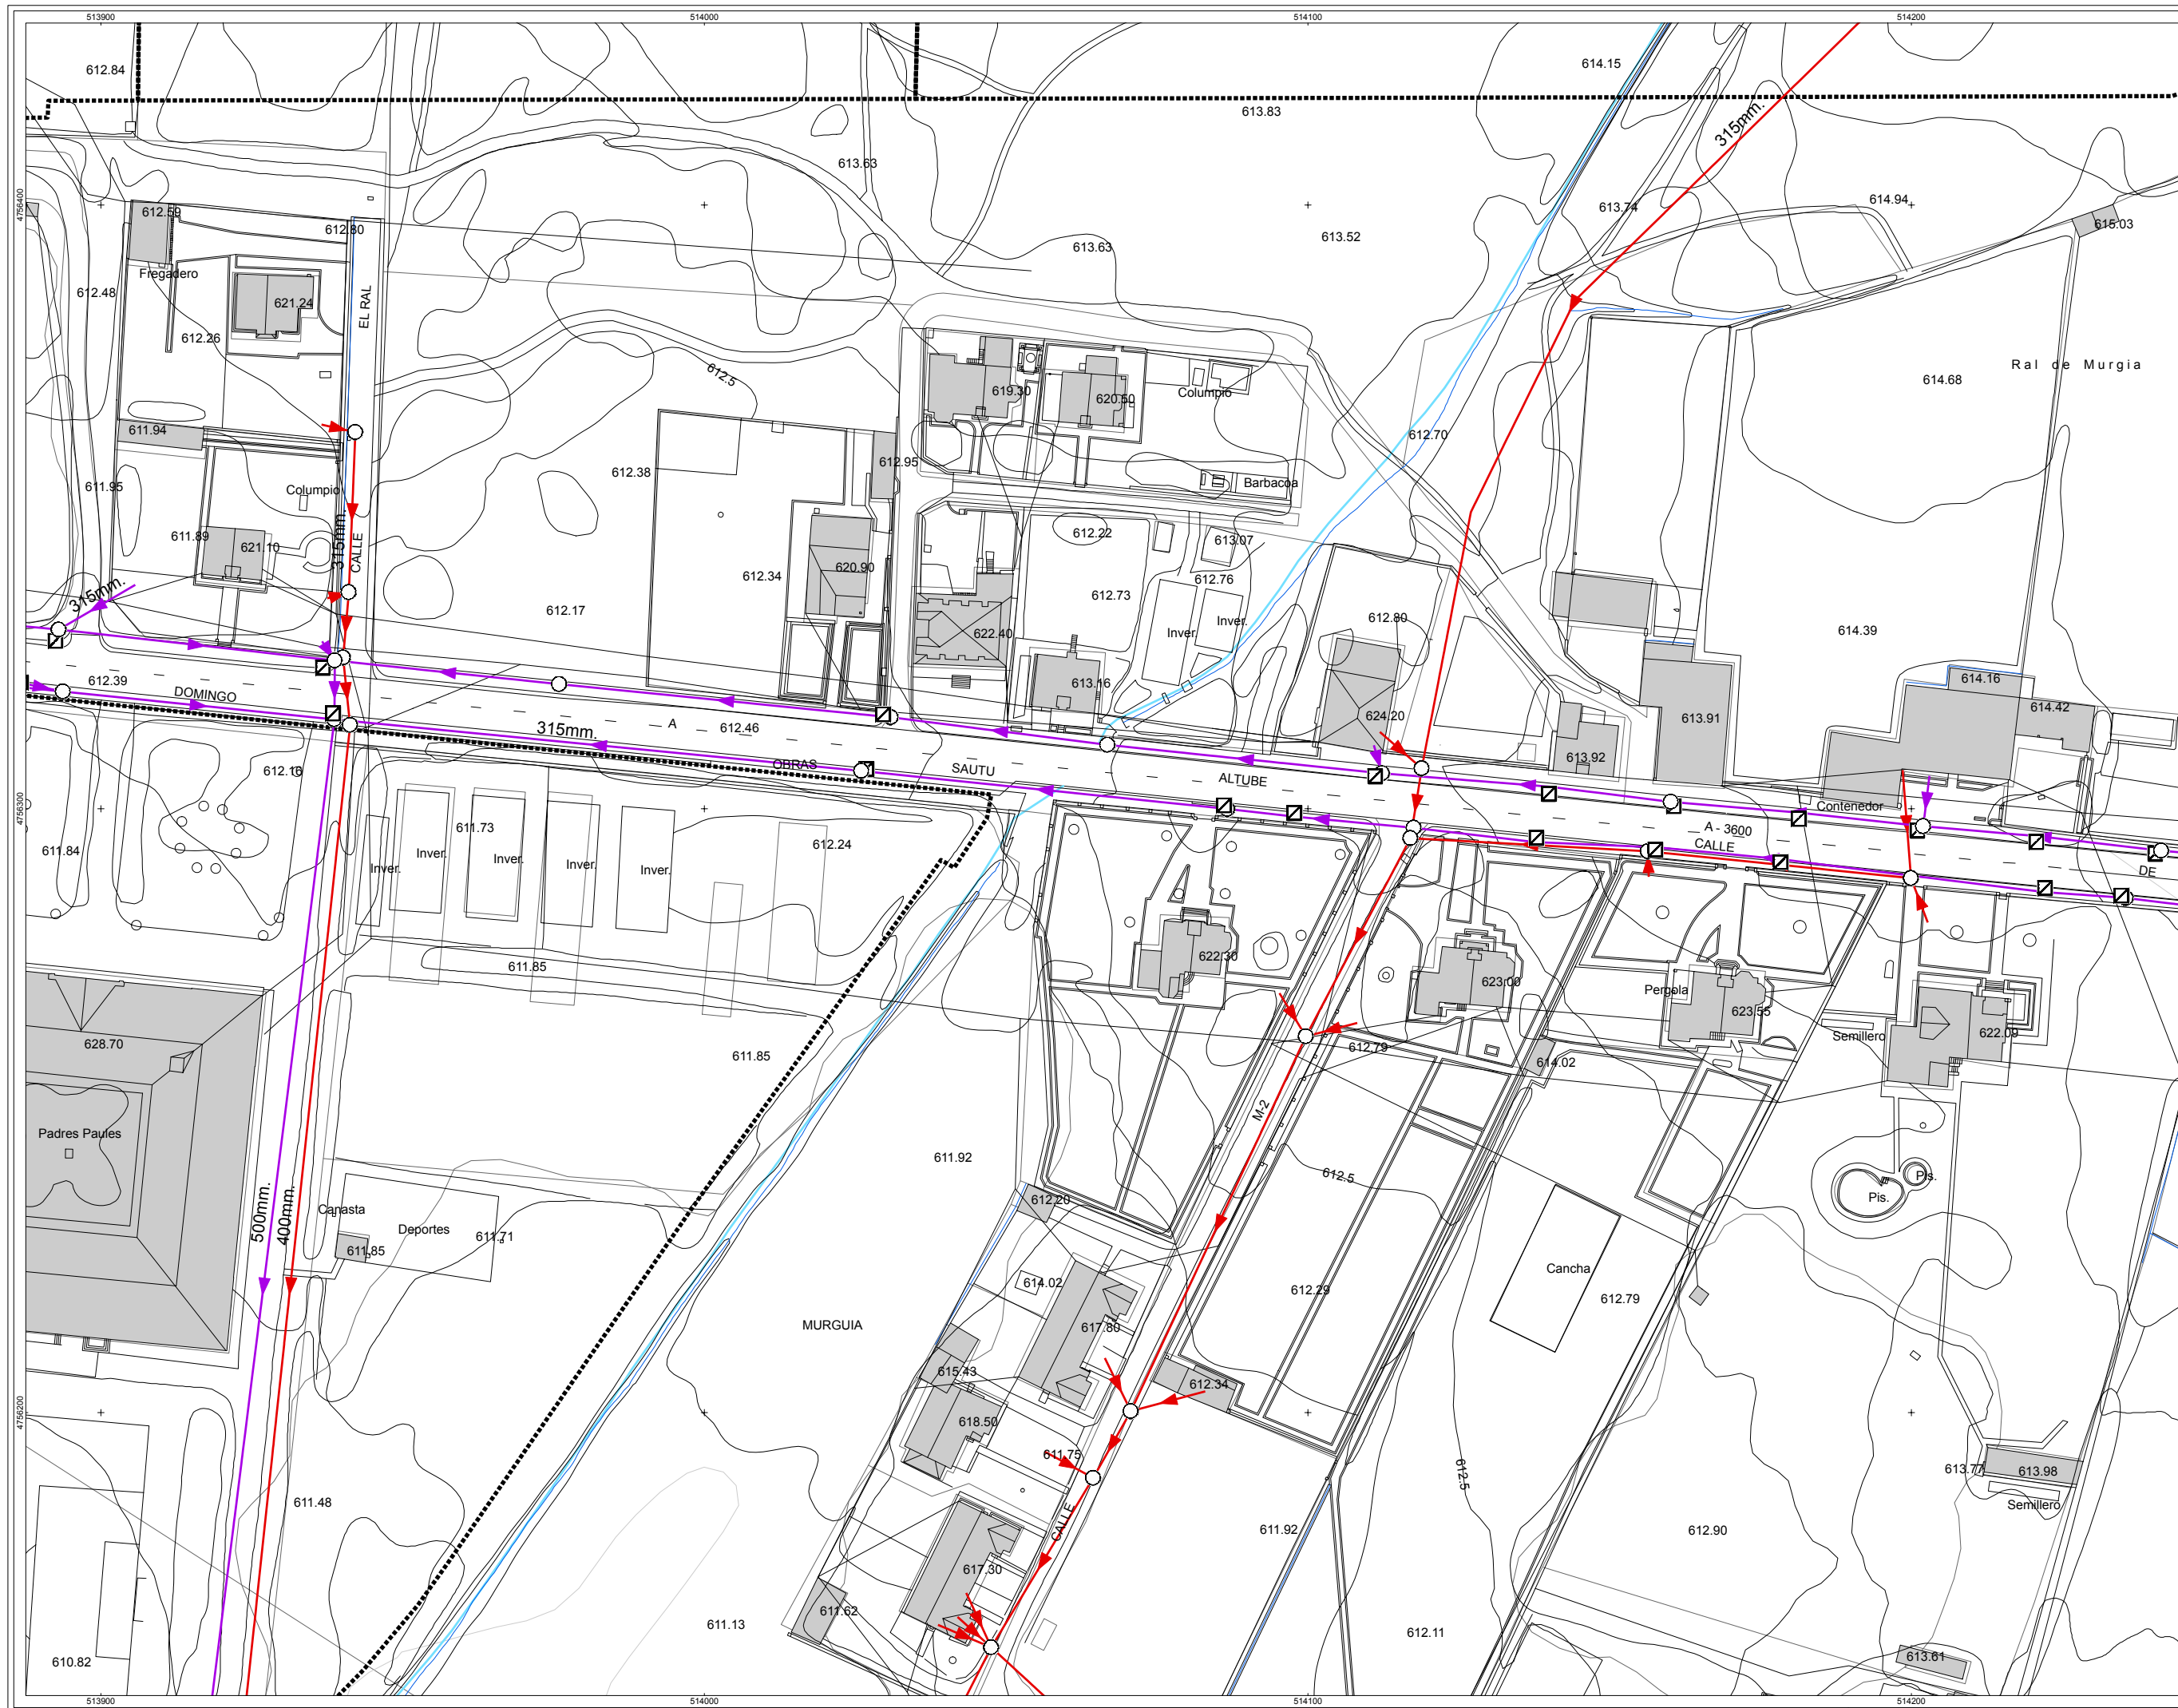 513900
514000
514100
514200
612.84
614.15
613.83
315mm.
613.63
4756400
612.59
612.80
613.74
614.94
615.03
613.52
613.63
Fregadero
612.48
621.24
EL RAL
612.26
612.5
619.30
620.50
Columpio
614.68
Ral de Murgia
611.94
612.70
612.38
612.95
611.95
Columpio
Barbacoa
315mm.
CALLE
611.89
621.10
612.22
613.07
315mm.
612.34
620.90
612.76
612.73
612.17
612.80
Inver.
Inver.
622.40
614.39
612.39
DOMINGO
613.16
614.16
614.42
A
612.46
315mm.
624.20
613.91
613.92
612.16
OBRAS
SAUTU
ALTUBE
4756300
Contenedor
A - 3600
CALLE
DE
611.73
612.24
611.84
Inver.
Inver.
Inver.
Inver.
Inver.
622.30
611.85
623.00
Pergola
623.55
622.09
Semillero
628.70
611.85
612.79
614.02
M-2
Padres Paules
611.92
612.5
Pis.
Pis.
500mm.
400mm.
Canasta
Deportes
611.71
611.85
612.20
Cancha
614.02
612.29
612.79
MURGUIA
617.80
615.43
612.34
4756200
618.50
611.75
612.5
613.77
613.98
Semillero
611.48
CALLE
611.92
612.90
617.30
611.62
611.13
612.11
610.82
613.61
513900
514000
514100
514200